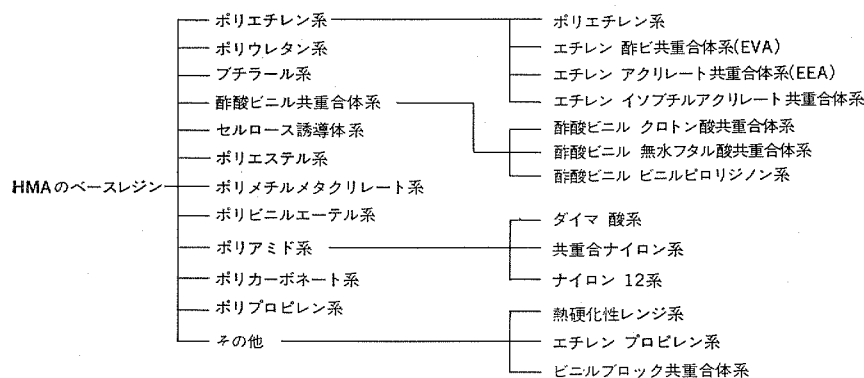 HMAのベースレジン
ポリエチレン系
ポリウレタン系
ブチラール系
酢酸ビニル共重合体系
セルロース誘導体系
ポリエステル系
ポリメチルメタクリレート系
ポリビニルエーテル系
ポリアミド系
ポリカーボネート系
ポリプロピレン系
その他
ポリエチレン系
エチレン 酢ビ共重合体系(EVA)
エチレン アクリレート共重合体系(EEA)
エチレン イソブチルアクリレート共重合体系
酢酸ビニル クロトン酸共重合体系
酢酸ビニル 無水フタル酸共重合体系
酢酸ビニル ビニルピロリジノン系
ダイマ 酸系
共重合ナイロン系
ナイロン 12系
熱硬化性レンジ系
エチレン プロピレン系
ビニルブロック共重合体系